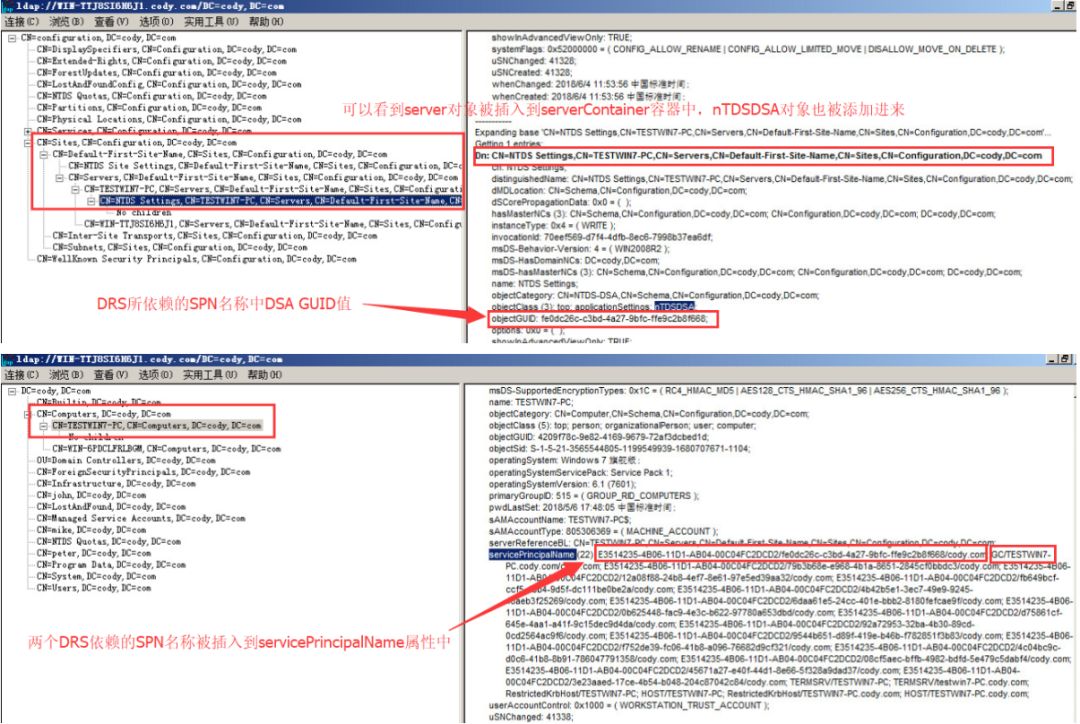 ldap://WIN-TTJ8SI6H6J1.cody.com/DC=cody,DC=com
连接(C) 浏览(B) 查看(V) 选项(O) 实用工具(U) 帮助(H)
CN=configuration,DC=cody,DC=com
CN=DisplaySpecifiers,CN=Configuration,DC=cody,DC=com
CN=Extended-Rights,CN=Configuration,DC=cody,DC=com
CN=ForestUpdates,CN=Configuration,DC=cody,DC=com
CN=LostAndFoundConfig,CN=Configuration,DC=cody,DC=com
CN=NTDS Quotas,CN=Configuration,DC=cody,DC=com
CN=Partitions,CN=Configuration,DC=cody,DC=com
CN=Physical Locations,CN=Configuration,DC=cody,DC=com
CN=Services,CN=Configuration,DC=cody,DC=com
CN=Sites,CN=Configuration,DC=cody,DC=com
CN=Default-First-Site-Name,CN=Sites,CN=Configuration,DC=cody,DC=com
CN=NTDS Site Settings,CN=Default-First-Site-Name,CN=Sites,CN=Configuration,DC=c
CN=Servers,CN=Default-First-Site-Name,CN=Sites,CN=Configuration,DC=cody,DC=com
CN=TESTWIN7-PC,CN=Servers,CN=Default-First-Site-Name,CN=Sites,CN=Configurati
CN=NTDS Settings,CN=TESTWIN7-PC,CN=Servers,CN=Default-First-Site-Name,CN=
No children
CN=WIN-TTJ8SI6H6J1,CN=Servers,CN=Default-First-Site-Name,CN=Sites,CN=Config
CN=Inter-Site Transports,CN=Sites,CN=Configuration,DC=cody,DC=com
CN=Subnets,CN=Sites,CN=Configuration,DC=cody,DC=com
CN=WellKnown Security Principals,CN=Configuration,DC=cody,DC=com
showInAdvancedViewOnly: TRUE;
systemFlags: 0x52000000 = ( CONFIG_ALLOW_RENAME | CONFIG_ALLOW_LIMITED_MOVE | DISALLOW_MOVE_ON_DELETE );
uSNChanged: 41328;
uSNCreated: 41328;
whenChanged: 2018/6/4 11:53:56 中国标准时间;
whenCreated: 2018/6/4 11:53:56 中国标准时间;
可以看到server对象被插入到serverContainer容器中，nTDSDSA对象也被添加进来
-----------
Expanding base 'CN=NTDS Settings,CN=TESTWIN7-PC,CN=Servers,CN=Default-First-Site-Name,CN=Sites,CN=Configuration,DC=cody,DC=com'...
Getting 1 entries:
Dn: CN=NTDS Settings,CN=TESTWIN7-PC,CN=Servers,CN=Default-First-Site-Name,CN=Sites,CN=Configuration,DC=cody,DC=com
cn: NTDS Settings;
distinguishedName: CN=NTDS Settings,CN=TESTWIN7-PC,CN=Servers,CN=Default-First-Site-Name,CN=Sites,CN=Configuration,DC=cody,DC=com;
dMDLocation: CN=Schema,CN=Configuration,DC=cody,DC=com;
dSCorePropagationData: 0x0 = ( );
hasMasterNCs (3): CN=Schema,CN=Configuration,DC=cody,DC=com; CN=Configuration,DC=cody,DC=com; DC=cody,DC=com;
instanceType: 0x4 = ( WRITE );
invocationId: 70eef569-d7f4-4dfb-8ec6-7998b37ea6df;
msDS-Behavior-Version: 4 = ( WIN2008R2 );
msDS-HasDomainNCs: DC=cody,DC=com;
msDS-hasMasterNCs (3): CN=Schema,CN=Configuration,DC=cody,DC=com; CN=Configuration,DC=cody,DC=com; DC=cody,DC=com;
name: NTDS Settings;
objectCategory: CN=NTDS-DSA,CN=Schema,CN=Configuration,DC=cody,DC=com;
objectClass (3): top; applicationSettings; nTDSDSA;
objectGUID: fe0dc26c-c3bd-4a27-9bfc-ffe9c2b8f668;
options: 0x0 = ( );
showInAdvancedViewOnly: TRUE;
DRS所依赖的SPN名称中DSA GUID值
ldap://WIN-TTJ8SI6H6J1.cody.com/DC=cody,DC=com
连接(C) 浏览(B) 查看(V) 选项(O) 实用工具(U) 帮助(H)
DC=cody,DC=com
CN=Builtin,DC=cody,DC=com
CN=Computers,DC=cody,DC=com
CN=TESTWIN7-PC,CN=Computers,DC=cody,DC=com
No children
CN=WIN-6PDCLFRLBGM,CN=Computers,DC=cody,DC=com
OU=Domain Controllers,DC=cody,DC=com
CN=ForeignSecurityPrincipals,DC=cody,DC=com
CN=Infrastructure,DC=cody,DC=com
CN=john,DC=cody,DC=com
CN=LostAndFound,DC=cody,DC=com
CN=Managed Service Accounts,DC=cody,DC=com
CN=mike,DC=cody,DC=com
CN=NTDS Quotas,DC=cody,DC=com
CN=peter,DC=cody,DC=com
CN=Program Data,DC=cody,DC=com
CN=System,DC=cody,DC=com
CN=Users,DC=cody,DC=com
msDS-SupportedEncryptionTypes: 0x1C = ( RC4_HMAC_MD5 | AES128_CTS_HMAC_SHA1_96 | AES256_CTS_HMAC_SHA1_96 );
name: TESTWIN7-PC;
objectCategory: CN=Computer,CN=Schema,CN=Configuration,DC=cody,DC=com;
objectClass (5): top; person; organizationalPerson; user; computer;
objectGUID: 4209f78c-9e82-4169-9679-72af3dcbed1d;
objectSid: S-1-5-21-3565544805-1199549939-1680707671-1104;
operatingSystem: Windows 7 旗舰版;
operatingSystemServicePack: Service Pack 1;
operatingSystemVersion: 6.1 (7601);
primaryGroupID: 515 = ( GROUP_RID_COMPUTERS );
pwdLastSet: 2018/5/6 17:48:05 中国标准时间;
sAMAccountName: TESTWIN7-PC$;
sAMAccountType: 805306369 = ( MACHINE_ACCOUNT );
serverReferenceBL: CN=TESTWIN7-PC,CN=Servers,CN=Default-First-Site-Name,CN=Sites,CN=Configuration,DC=cody,DC=com;
servicePrincipalName (22): E3514235-4B06-11D1-AB04-00C04FC2DCD2/fe0dc26c-c3bd-4a27-9bfc-ffe9c2b8f668/cody.com; GC/TESTWIN7-
PC.cody.com/cody.com; E3514235-4B06-11D1-AB04-00C04FC2DCD2/79b3b68e-e968-4b1a-8651-2845cf0bbdc3/cody.com; E3514235-4B06-
11D1-AB04-00C04FC2DCD2/12a08f88-24b8-4ef7-8e61-97e5ed39aa32/cody.com; E3514235-4B06-11D1-AB04-00C04FC2DCD2/fb649bcf-
E3514235-4B06-11D1-AB04-00C04FC2DCD2/4b42b5e1-3ec7-49e9-9245-
E3514235-4B06-11D1-AB04-00C04FC2DCD2/6daa61e5-24cc-401e-bbb2-8180fefcae9f/cody.com; E3514235-4B06-
11D1-AB04-00C04FC2DCD2/0b625448-fac9-4e3c-b622-97780a653dbd/cody.com; E3514235-4B06-11D1-AB04-00C04FC2DCD2/d75861cf-
645e-4aa1-a41f-9c15dec9d4da/cody.com; E3514235-4B06-11D1-AB04-00C04FC2DCD2/92a72953-32ba-4b30-89cd-
0cd2564ac9f6/cody.com; E3514235-4B06-11D1-AB04-00C04FC2DCD2/9544b651-d89f-419e-b46b-f782851f3b83/cody.com; E3514235-4B06-
11D1-AB04-00C04FC2DCD2/f752de39-fc06-41b8-a096-76682d9cf321/cody.com; E3514235-4B06-11D1-AB04-00C04FC2DCD2/4c04bc9c-
d0c6-41b8-8b91-786047791358/cody.com; E3514235-4B06-11D1-AB04-00C04FC2DCD2/08cf5aec-bffb-4982-bdfd-5e479c5dabf4/cody.com;
E3514235-4B06-11D1-AB04-00C04FC2DCD2/45671a27-e40f-44d1-8e66-5f328a9dad37/cody.com; E3514235-4B06-11D1-AB04-
00C04FC2DCD2/3e23aaed-17ce-4b54-b048-204c87042c84/cody.com; TERMSRV/TESTWIN7-PC; TERMSRV/testwin7-PC.cody.com;
RestrictedKrbHost/TESTWIN7-PC; HOST/TESTWIN7-PC; RestrictedKrbHost/TESTWIN7-PC.cody.com; HOST/TESTWIN7-PC.cody.com;
userAccountControl: 0x1000 = ( WORKSTATION_TRUST_ACCOUNT );
uSNChanged: 41338;
两个DRS依赖的SPN名称被插入到servicePrincipalName属性中